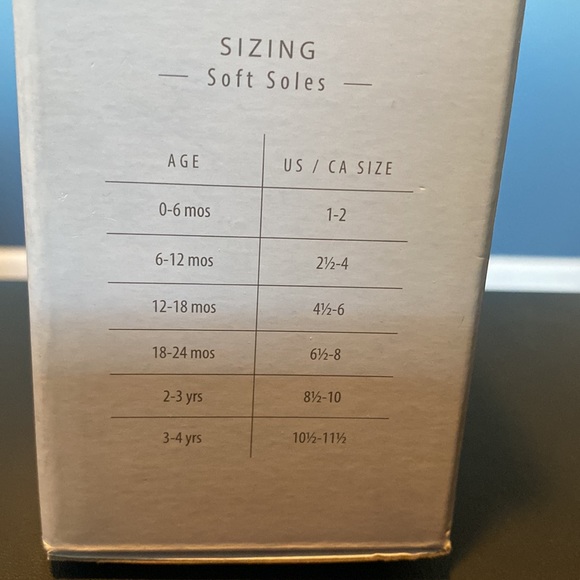 SIZING
— Soft Soles —
AGE US / CA SIZE
0-6 mos 1-2
6-12 mos 2½-4
12-18 mos 4½-6
18-24 mos 6½-8
2-3 yrs 8½-10
3-4 yrs 10½-11½